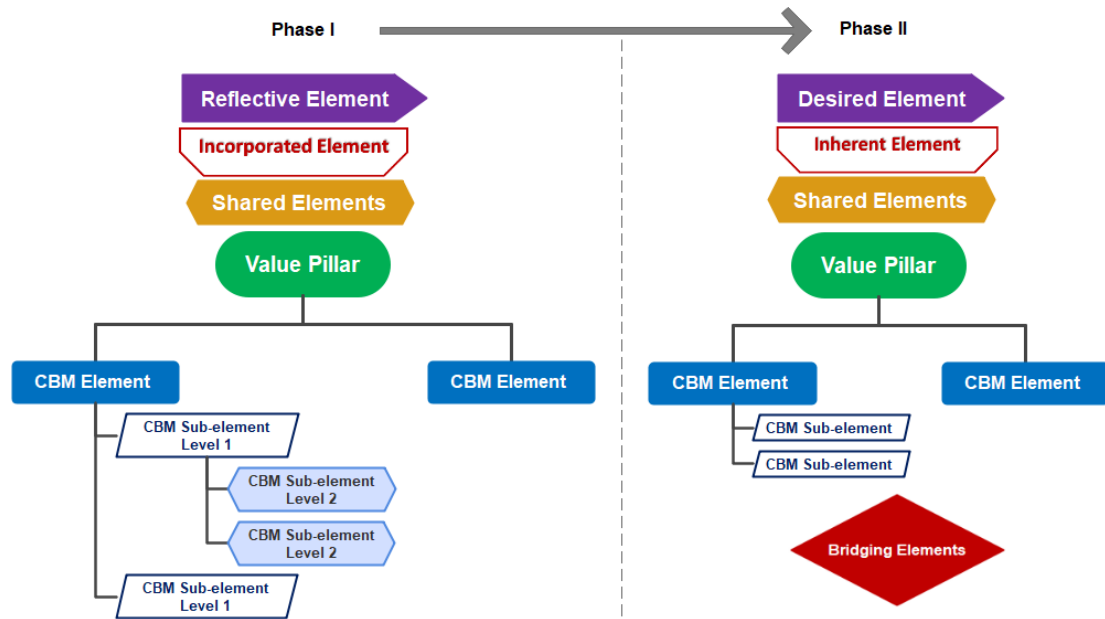 Phase I
Phase II
Reflective Element
Incorporated Element
Shared Elements
Value Pillar
CBM Element
CBM Element
CBM Sub-element
Level 1
CBM Sub-element
Level 2
CBM Sub-element
Level 2
CBM Sub-element
Level 1
Desired Element
Inherent Element
Shared Elements
Value Pillar
CBM Element
CBM Element
CBM Sub-element
CBM Sub-element
Bridging Elements